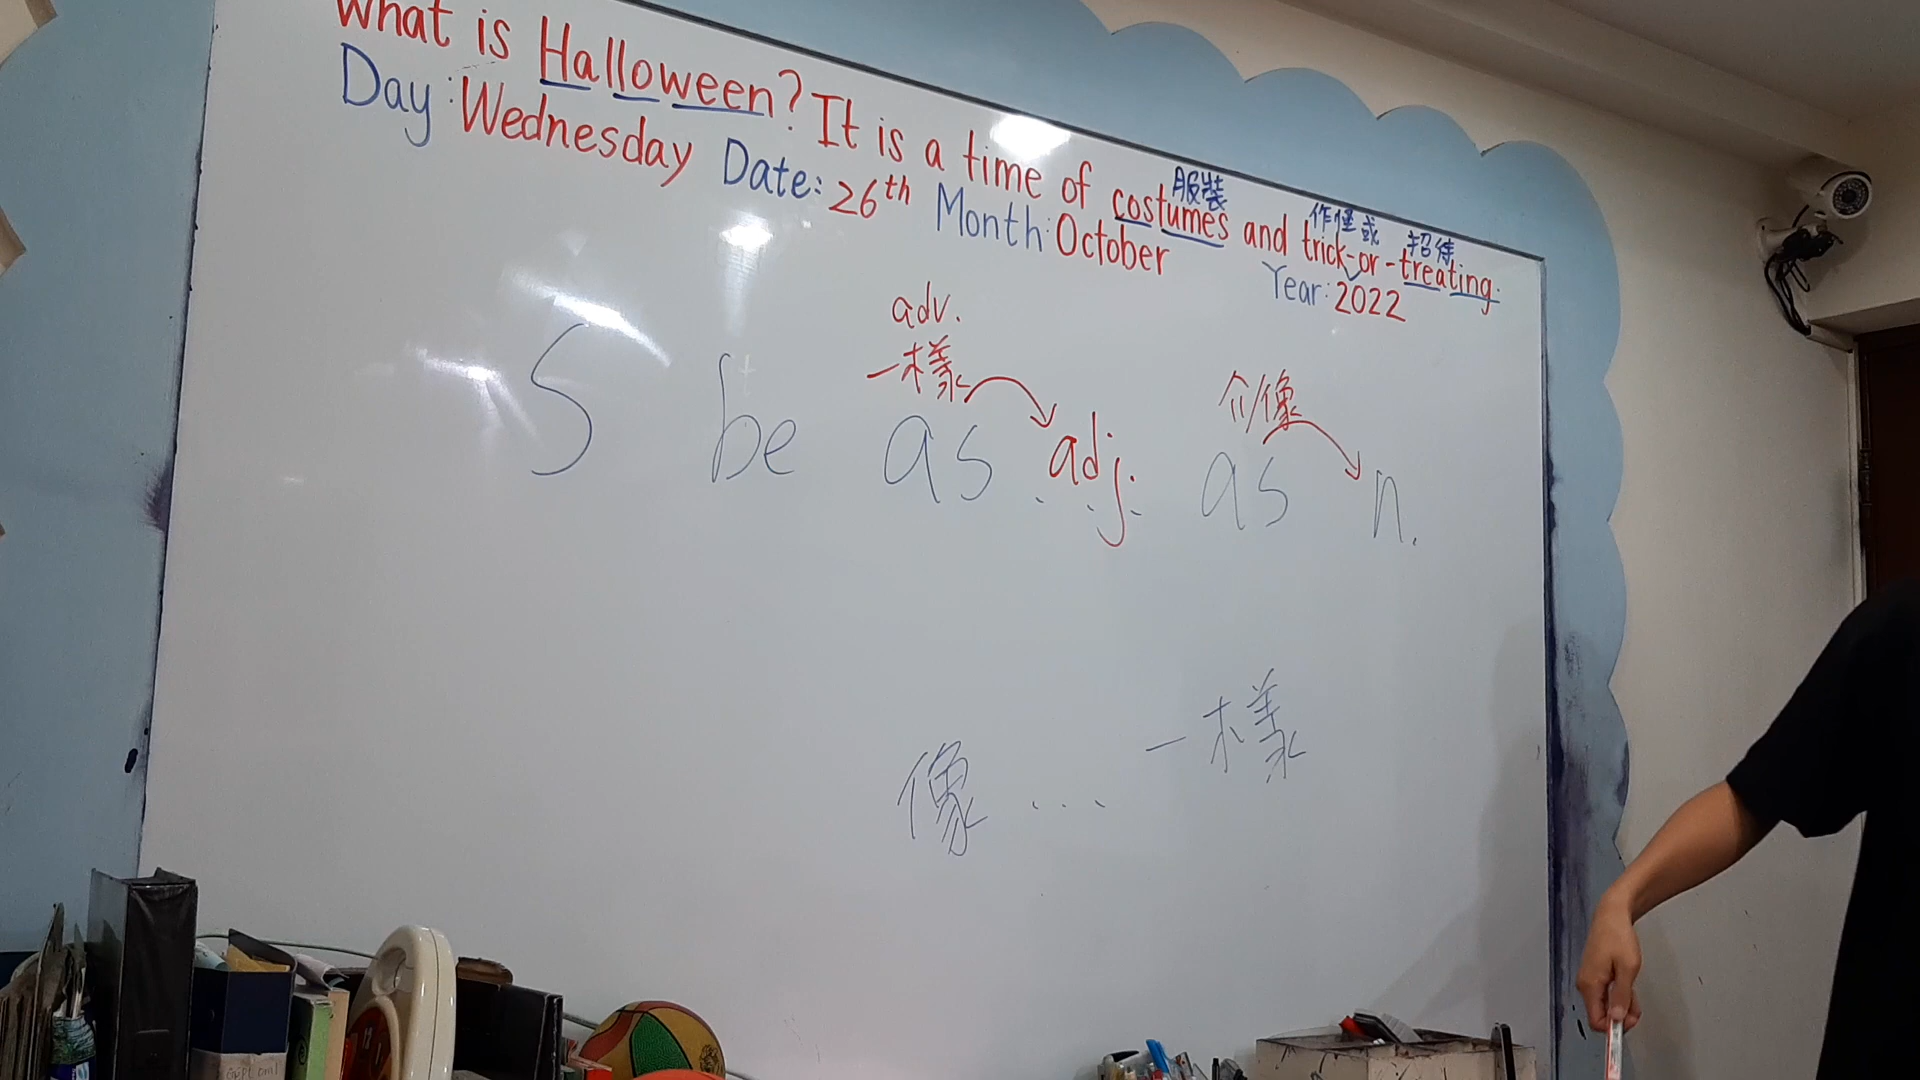 What is Halloween? It is a time of costumes and trick-or-treating.
服裝
作僅或 招待
Day: Wednesday Date: 26th Month: October Year: 2022
adv.
一樣
介/像
S be as adj. as n.
像 ... 一樣